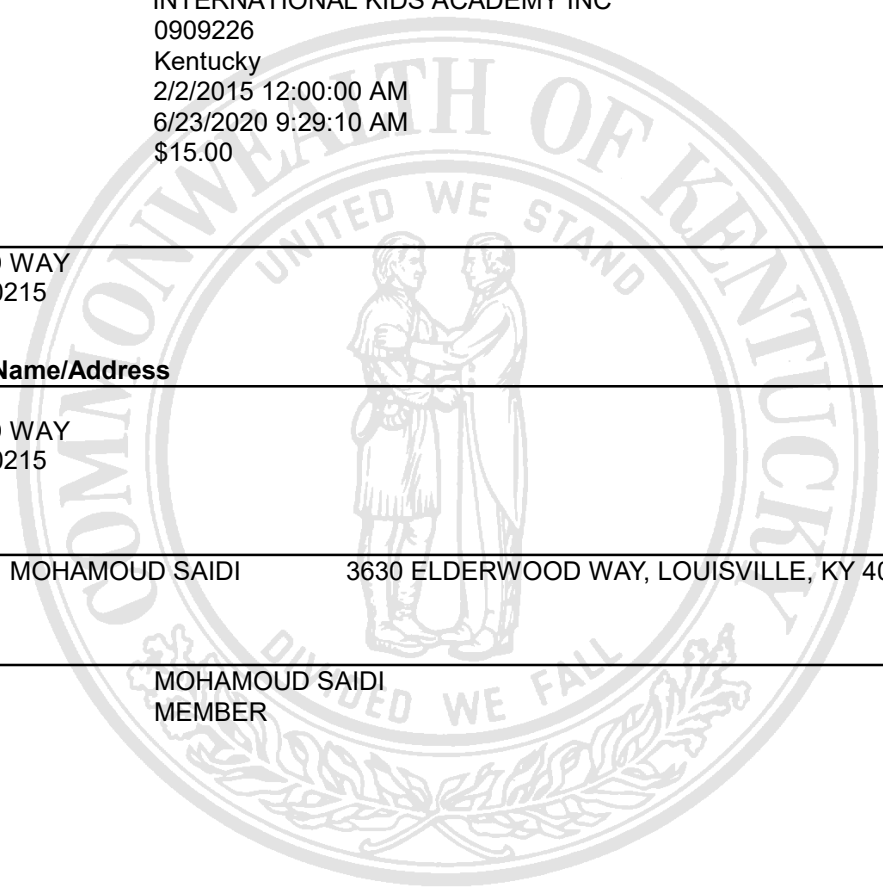 INTERNATIONAL KIDS ACADEMY INC
0909226
Kentucky
2/2/2015 12:00:00 AM
6/23/2020 9:29:10 AM
$15.00
WAY
0215
Name/Address
WAY
0215
MOHAMOUD SAIDI 3630 ELDERWOOD WAY, LOUISVILLE, KY 40
MOHAMOUD SAIDI
MEMBER
COMMONWEALTH OF KENTUCKY
UNITED WE STAND
DIVIDED WE FALL